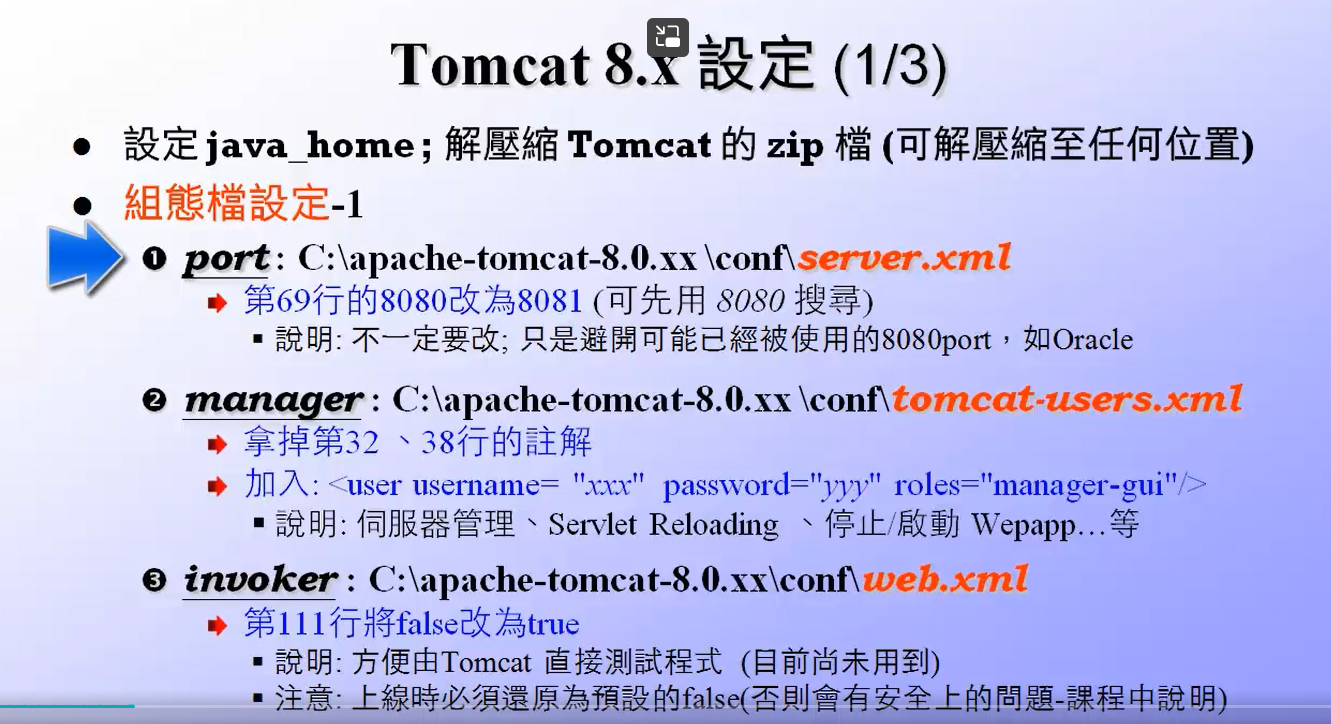 Tomcat 8.x 設定 (1/3)
● 設定 java_home ; 解壓縮 Tomcat 的 zip 檔 (可解壓縮至任何位置)
● 組態檔設定-1
❶ port : C:\apache-tomcat-8.0.xx \conf\server.xml
第69行的8080改為8081 (可先用 8080 搜尋)
▪ 說明: 不一定要改; 只是避開可能已經被使用的8080port，如Oracle
❷ manager : C:\apache-tomcat-8.0.xx \conf\tomcat-users.xml
拿掉第32 、38行的註解
加入: <user username= "xxx" password="yyy" roles="manager-gui"/>
▪ 說明: 伺服器管理、Servlet Reloading 、停止/啟動 Wepapp…等
❸ invoker : C:\apache-tomcat-8.0.xx\conf\web.xml
第111行將false改為true
▪ 說明: 方便由Tomcat 直接測試程式 (目前尚未用到)
▪ 注意: 上線時必須還原為預設的false(否則會有安全上的問題-課程中說明)